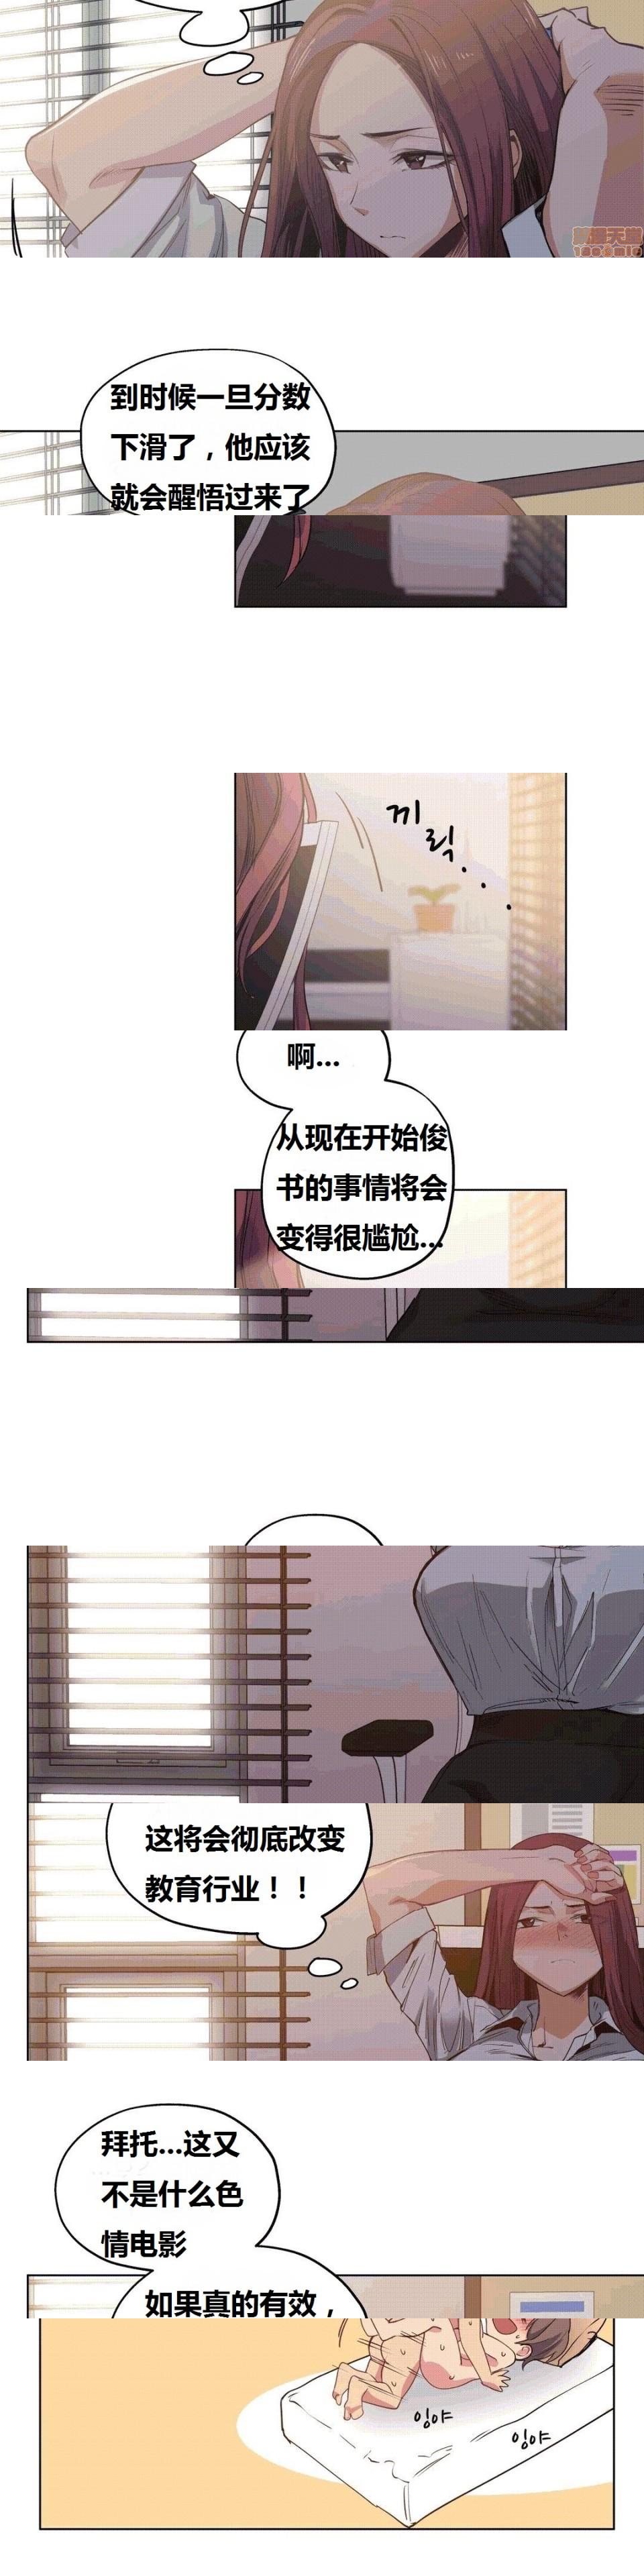 到时候一旦分数
下滑了，他应该
就会醒悟过来了
끼
릭...
啊...
从现在开始俊
书的事情将会
变得很尴尬...
这将会彻底改变
教育行业！！
拜托...这又
不是什么色
情电影
如果真的有效，
잉야
잉야